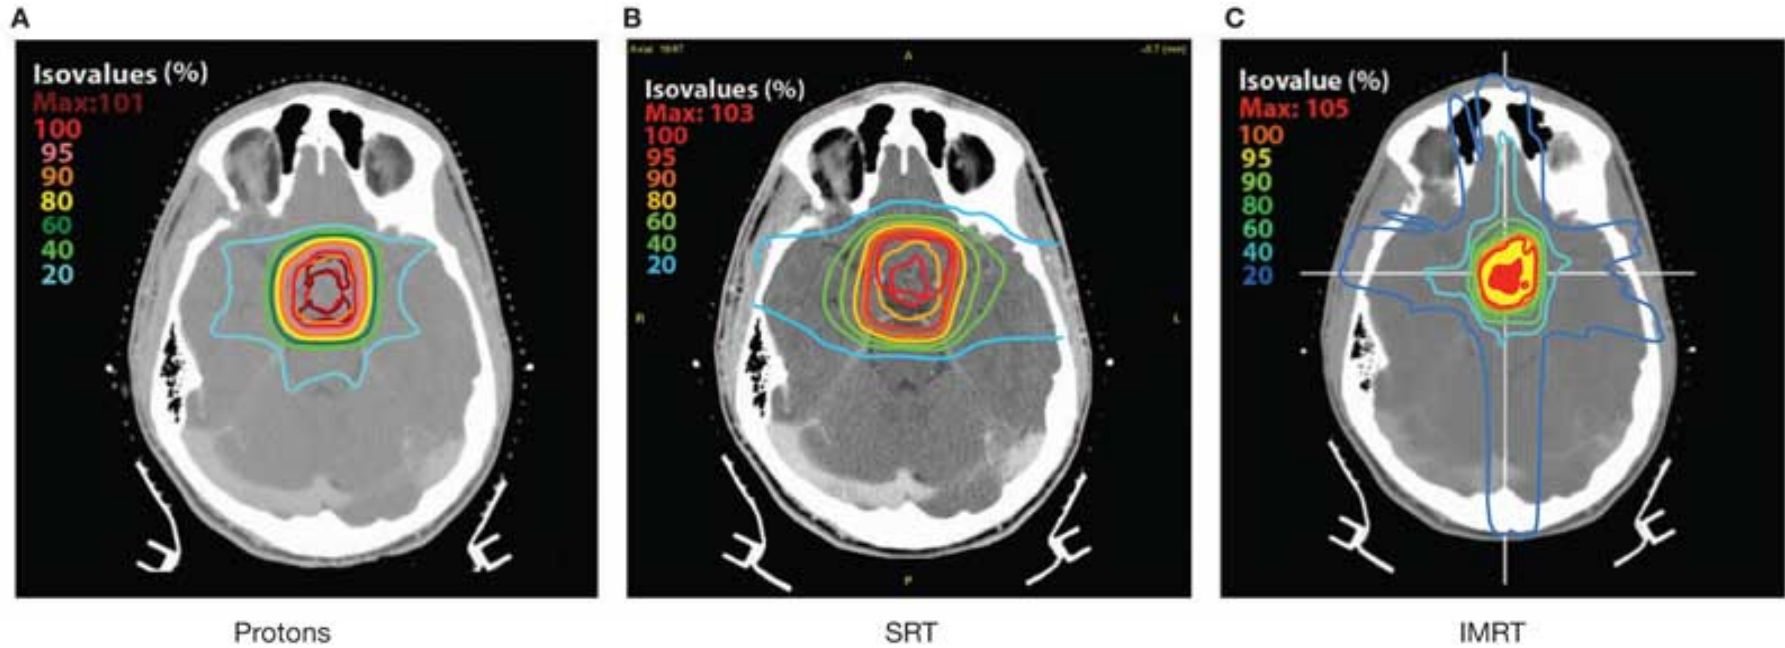 A
Isovalues (%)
Max:101
100
95
90
80
60
40
20
Protons
B
A
Isovalues (%)
Max: 103
100
95
90
80
60
40
20
R
L
P
SRT
C
Isovalue (%)
Max: 105
100
95
90
80
60
40
20
IMRT